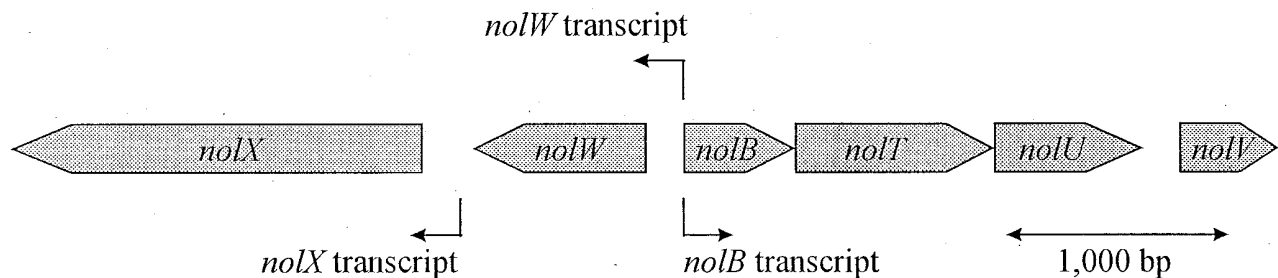 nolW transcript
nolX nolW nolB nolT nolU nolV
nolX transcript nolB transcript 1,000 bp